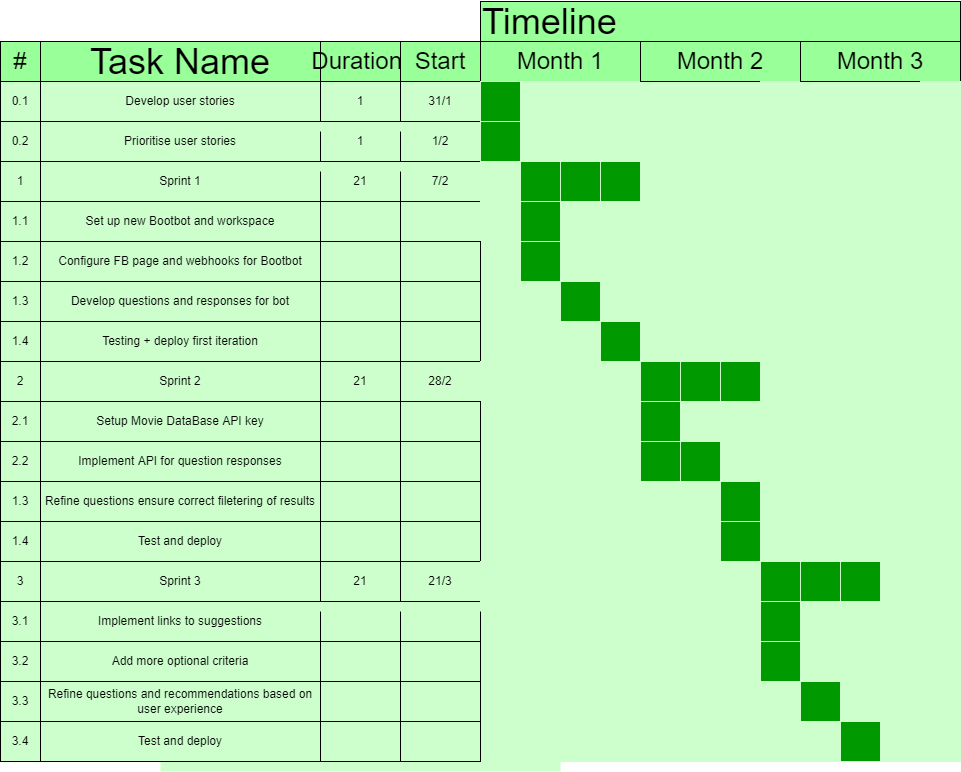 Timeline
# Task Name Duration Start Month 1 Month 2 Month 3
0.1 Develop user stories 1 31/1
0.2 Prioritise user stories 1 1/2
1 Sprint 1 21 7/2
1.1 Set up new Bootbot and workspace
1.2 Configure FB page and webhooks for Bootbot
1.3 Develop questions and responses for bot
1.4 Testing + deploy first iteration
2 Sprint 2 21 28/2
2.1 Setup Movie DataBase API key
2.2 Implement API for question responses
1.3 Refine questions ensure correct filetering of results
1.4 Test and deploy
3 Sprint 3 21 21/3
3.1 Implement links to suggestions
3.2 Add more optional criteria
3.3 Refine questions and recommendations based on
user experience
3.4 Test and deploy